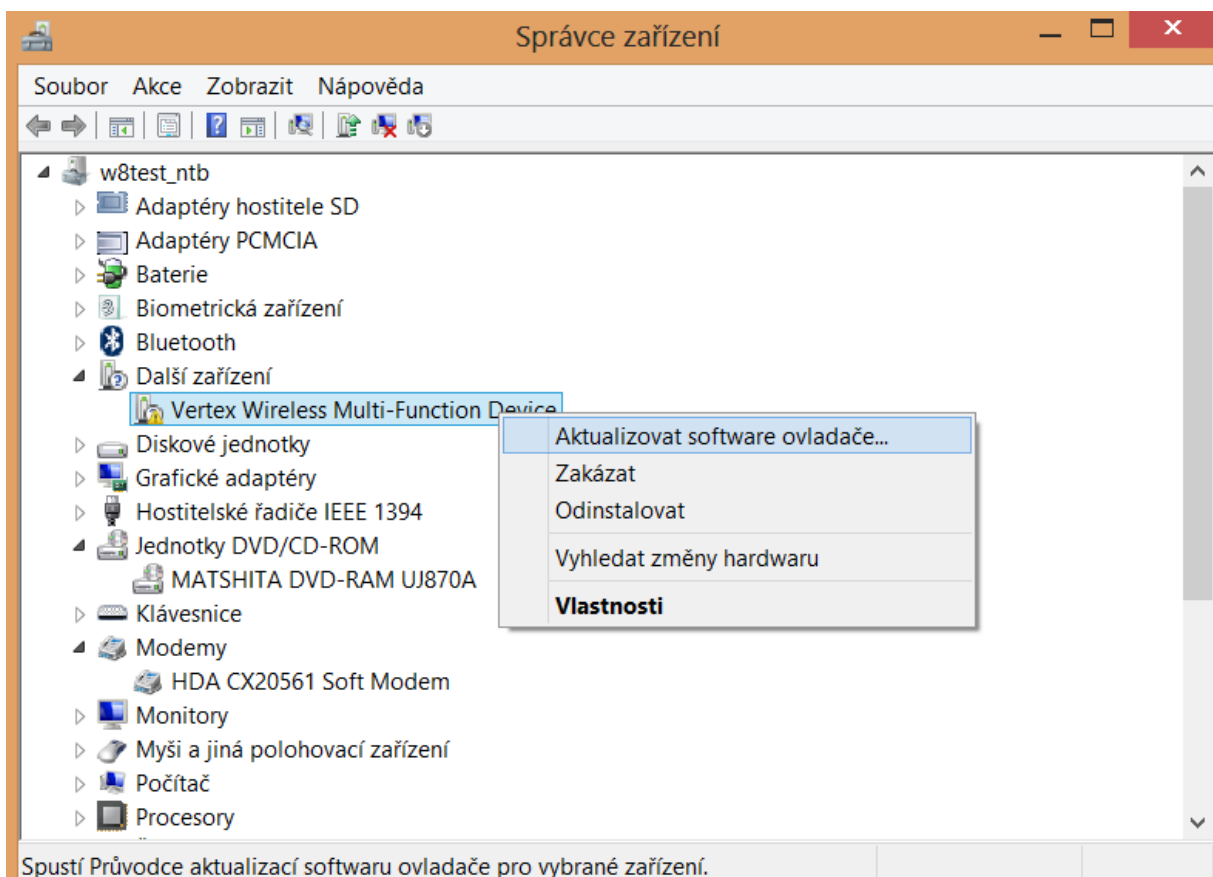 Správce zařízení
Soubor Akce Zobrazit Nápověda
w8test_ntb
Adaptéry hostitele SD
Adaptéry PCMCIA
Baterie
Biometrická zařízení
Bluetooth
Další zařízení
Vertex Wireless Multi-Function Device
Aktualizovat software ovladače...
Zakázat
Odinstalovat
Vyhledat změny hardwaru
Vlastnosti
Diskové jednotky
Grafické adaptéry
Hostitelské řadiče IEEE 1394
Jednotky DVD/CD-ROM
MATSHITA DVD-RAM UJ870A
Klávesnice
Modemy
HDA CX20561 Soft Modem
Monitory
Myši a jiná polohovací zařízení
Počítač
Procesory
Spustí Průvodce aktualizací softwaru ovladače pro vybrané zařízení.